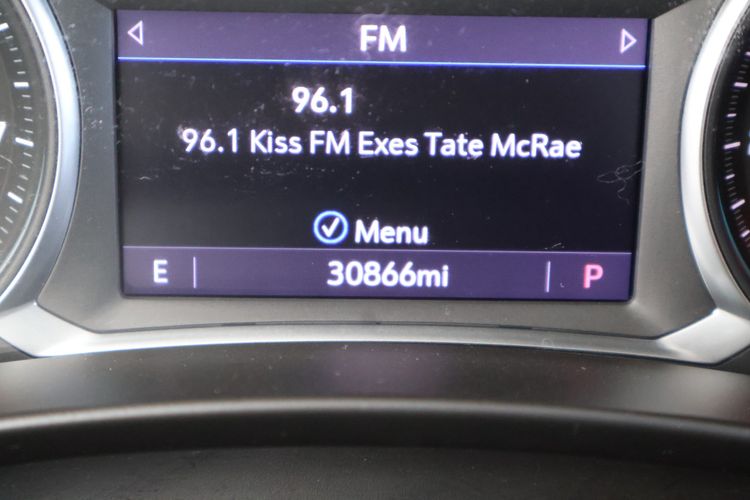 FM
96.1
96.1 Kiss FM Exes Tate McRae
Menu
E 30866mi P